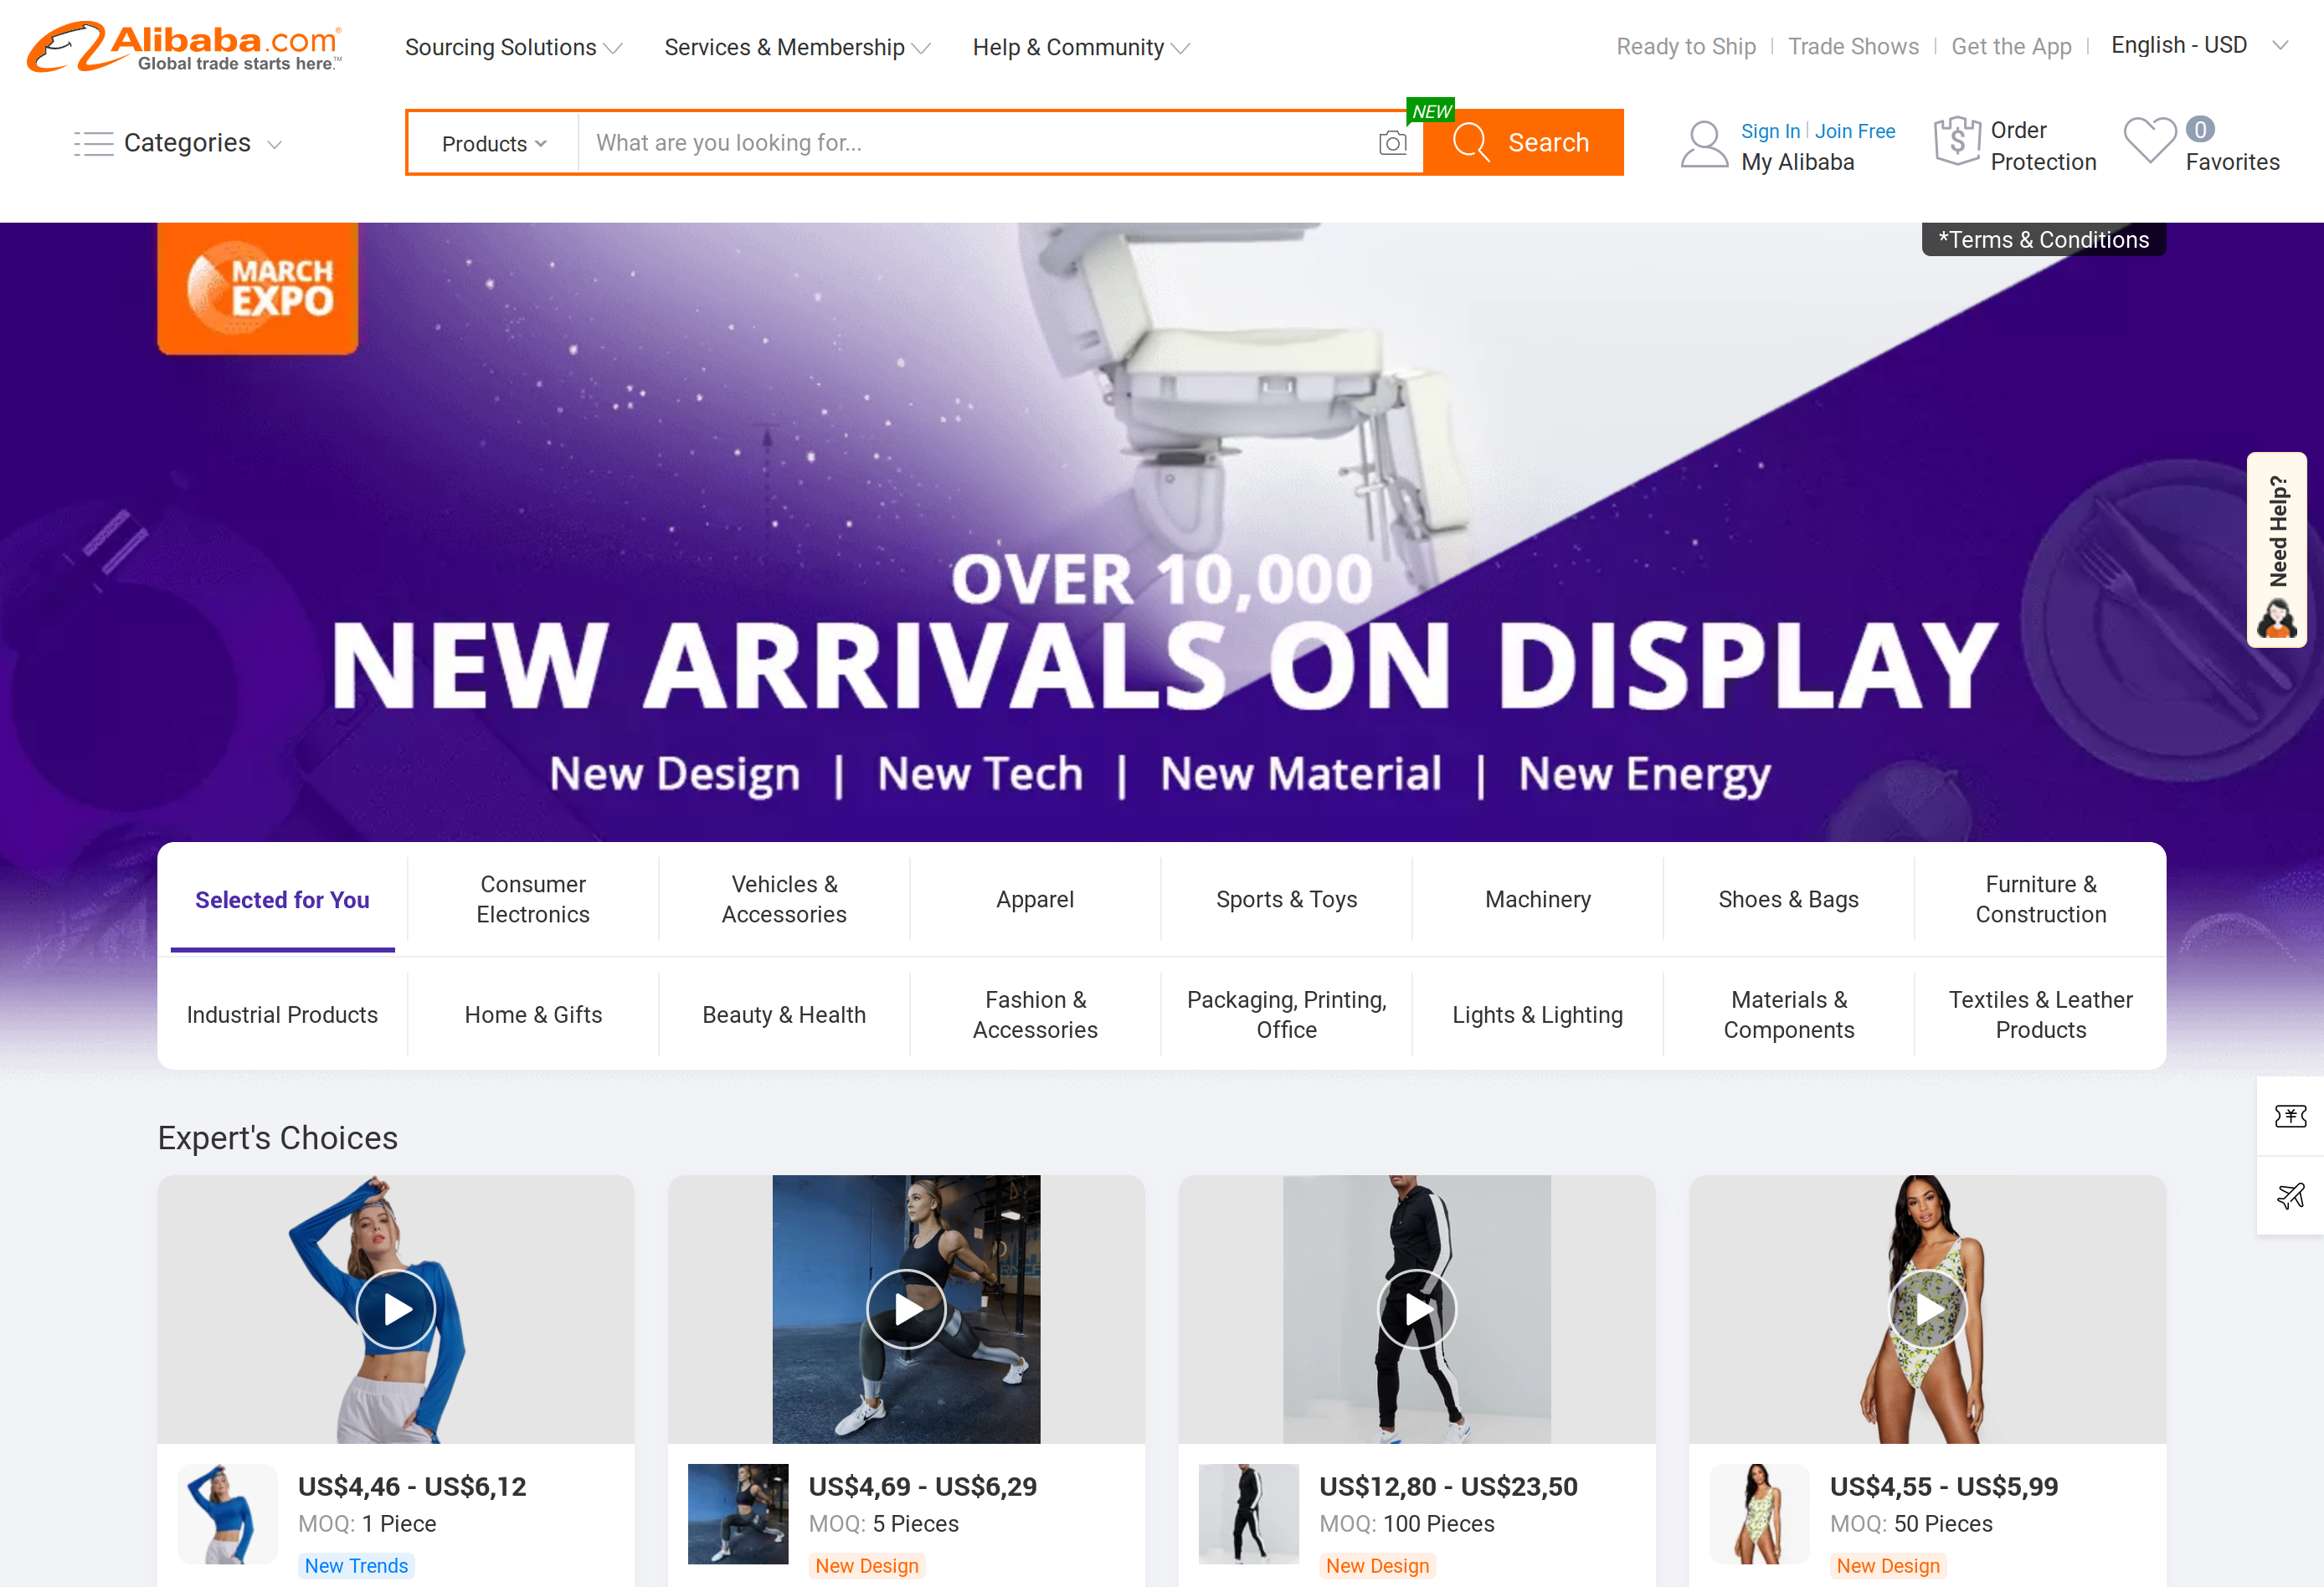 Alibaba.com®
Global trade starts here.™
Sourcing Solutions
Services & Membership
Help & Community
Ready to Ship
Trade Shows
Get the App
English - USD
Categories
Products
What are you looking for...
NEW
Search
Sign In
Join Free
My Alibaba
Order
Protection
0
Favorites
MARCH
EXPO
*Terms & Conditions
Need Help?
OVER 10,000
NEW ARRIVALS ON DISPLAY
New Design | New Tech | New Material | New Energy
Selected for You
Consumer
Electronics
Vehicles &
Accessories
Apparel
Sports & Toys
Machinery
Shoes & Bags
Furniture &
Construction
Industrial Products
Home & Gifts
Beauty & Health
Fashion &
Accessories
Packaging, Printing,
Office
Lights & Lighting
Materials &
Components
Textiles & Leather
Products
Expert's Choices
US$4,46 - US$6,12
MOQ: 1 Piece
New Trends
US$4,69 - US$6,29
MOQ: 5 Pieces
New Design
US$12,80 - US$23,50
MOQ: 100 Pieces
New Design
US$4,55 - US$5,99
MOQ: 50 Pieces
New Design